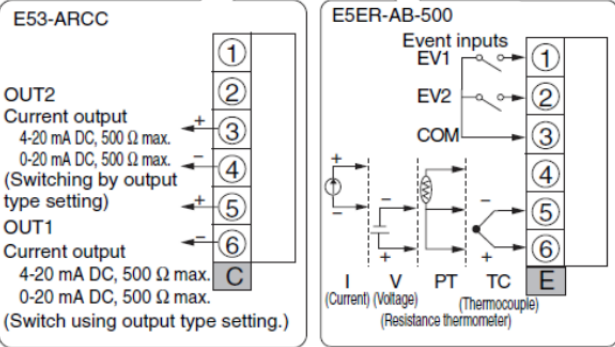 E53-ARCC
1
2
OUT2
Current output
+
3
4-20 mA DC, 500 Ω max.
0-20 mA DC, 500 Ω max.
−
4
(Switching by output
type setting)
+
5
OUT1
−
6
Current output
4-20 mA DC, 500 Ω max.
C
0-20 mA DC, 500 Ω max.
(Switch using output type setting.)
E5ER-AB-500
Event inputs
EV1
1
EV2
2
COM
3
+
4
−
−
−
5
+
+
6
I
V
PT
TC
E
(Current)
(Voltage)
(Thermocouple)
(Resistance thermometer)